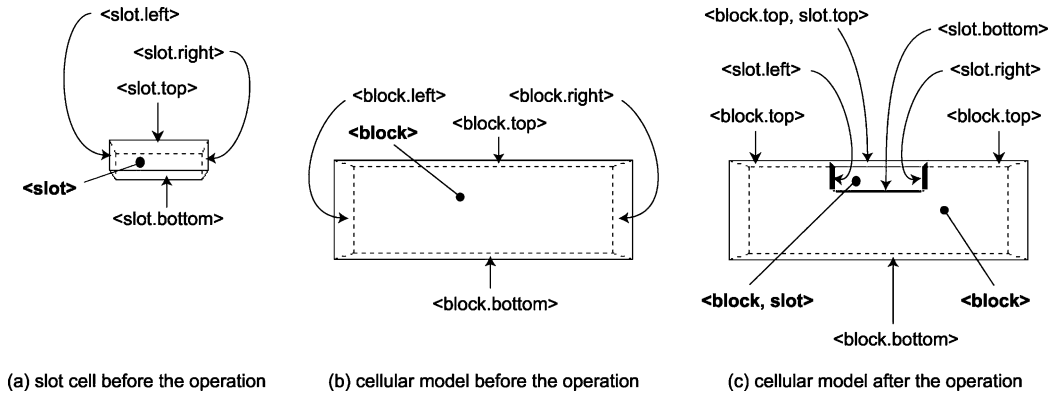 <slot.left>
<slot.right>
<slot.top>
<slot>
<slot.bottom>
(a) slot cell before the operation
<block.left>
<block.right>
<block>
<block.top>
<block.bottom>
(b) cellular model before the operation
<block.top, slot.top>
<slot.bottom>
<slot.left>
<slot.right>
<block.top>
<block.top>
<block, slot>
<block>
<block.bottom>
(c) cellular model after the operation